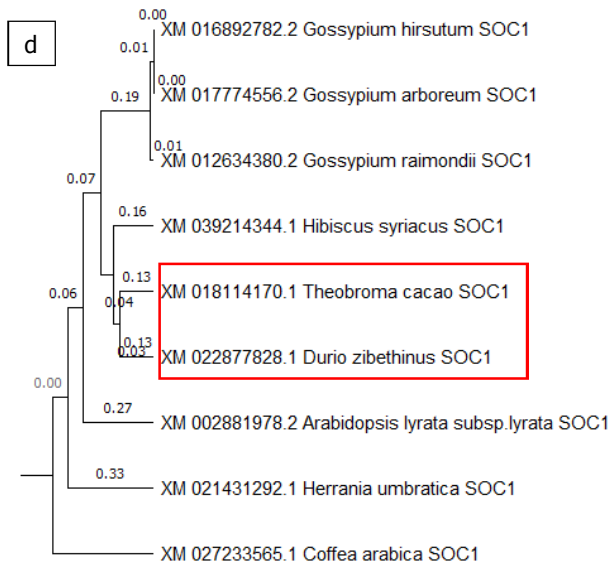 d
0.00
XM 016892782.2 Gossypium hirsutum SOC1
0.01
0.00
XM 017774556.2 Gossypium arboreum SOC1
0.19
0.01
XM 012634380.2 Gossypium raimondii SOC1
0.07
0.16
XM 039214344.1 Hibiscus syriacus SOC1
0.13
XM 018114170.1 Theobroma cacao SOC1
0.04
0.06
0.13
0.03
XM 022877828.1 Durio zibethinus SOC1
0.00
0.27
XM 002881978.2 Arabidopsis lyrata subsp.lyrata SOC1
0.33
XM 021431292.1 Herrania umbratica SOC1
XM 027233565.1 Coffea arabica SOC1